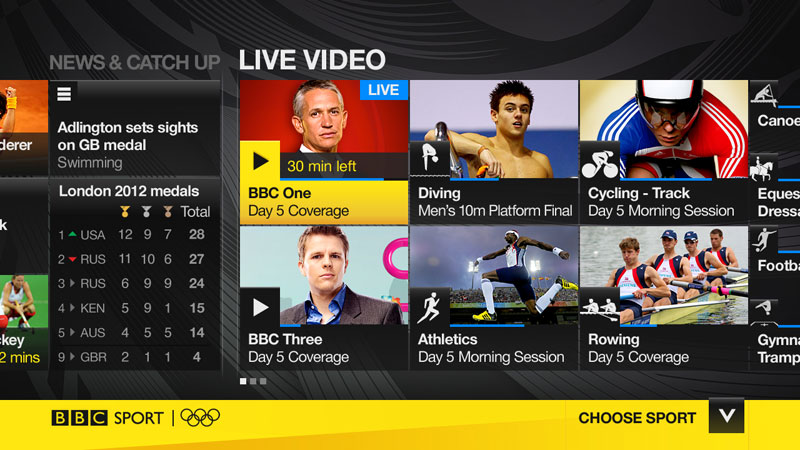 NEWS & CATCH UP
LIVE VIDEO
derer
Adlington sets sights
on GB medal
Swimming
LIVE
30 min left
BBC One
Day 5 Coverage
Diving
Men's 10m Platform Final
Cycling - Track
Day 5 Morning Session
Canoe
Eques
Dressa
k
London 2012 medals
Total
1 USA 12 9 7 28
2 RUS 11 10 6 27
3 RUS 6 9 9 24
4 KEN 5 9 1 15
5 AUS 4 5 5 14
9 GBR 2 1 1 4
ckey
2 mins
BBC Three
Day 5 Coverage
Athletics
Day 5 Morning Session
Rowing
Day 5 Coverage
Footba
Gymna
Tramp
BBC SPORT
CHOOSE SPORT